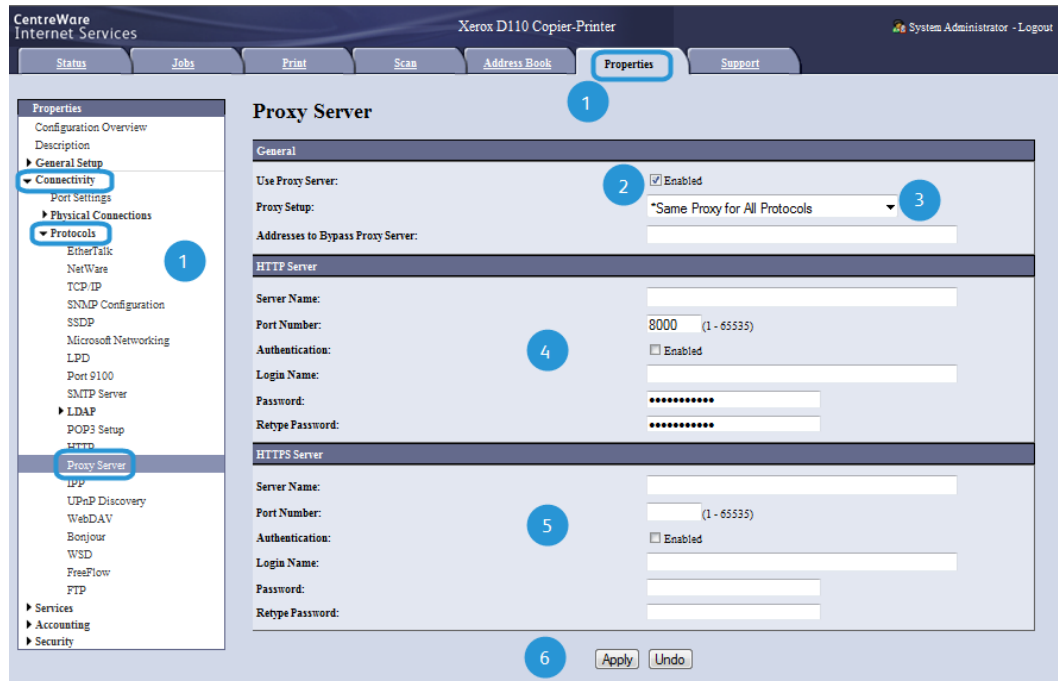 CentreWare
Internet Services
Xerox D110 Copier-Printer
System Administrator - Logout
Status
Jobs
Print
Scan
Address Book
Properties
Support
1
Properties
Configuration Overview
Description
General Setup
Connectivity
Port Settings
Physical Connections
Protocols
EtherTalk
NetWare
1
TCP/IP
SNMP Configuration
SSDP
Microsoft Networking
LPD
Port 9100
SMTP Server
LDAP
POP3 Setup
HTTP
Proxy Server
IPP
UPnP Discovery
WebDAV
Bonjour
WSD
FreeFlow
FTP
Services
Accounting
Security
Proxy Server
General
Use Proxy Server:
2
Enabled
Proxy Setup:
*Same Proxy for All Protocols
3
Addresses to Bypass Proxy Server:
HTTP Server
Server Name:
Port Number:
8000 (1 - 65535)
Authentication:
4
Enabled
Login Name:
Password:
•••••••••••
Retype Password:
•••••••••••
HTTPS Server
Server Name:
Port Number:
(1 - 65535)
5
Authentication:
Enabled
Login Name:
Password:
Retype Password:
6
Apply
Undo